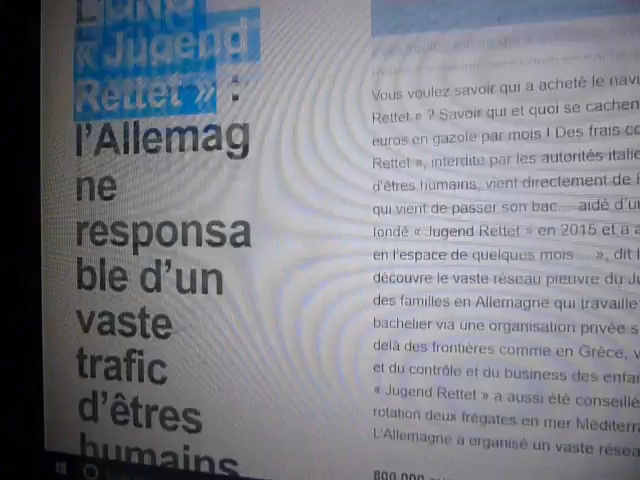 L'ONG
« Jugend
Rettet » :
l'Allemag
ne
responsa
ble d'un
vaste
trafic
d'êtres
humains
Vous voulez savoir qui a acheté le navi
Rettet » ? Savoir qui et quoi se cachen
euros en gazole par mois ! Des frais co
Rettet », interdite par les autorités italie
d'êtres humains, vient directement de
qui vient de passer son bac… aidé d'u
fondé « Jugend Rettet » en 2015 et a a
en l'espace de quelques mois… », dit l
découvre le vaste réseau preuve du Ju
des familles en Allemagne qui travaille
bachelier via une organisation privée s
delà des frontières comme en Grèce, v
et du contrôle et du business des enfa
« Jugend Rettet » a aussi été conseillé
rotation deux frégates en mer Méditerra
L'Allemagne a organisé un vaste résea